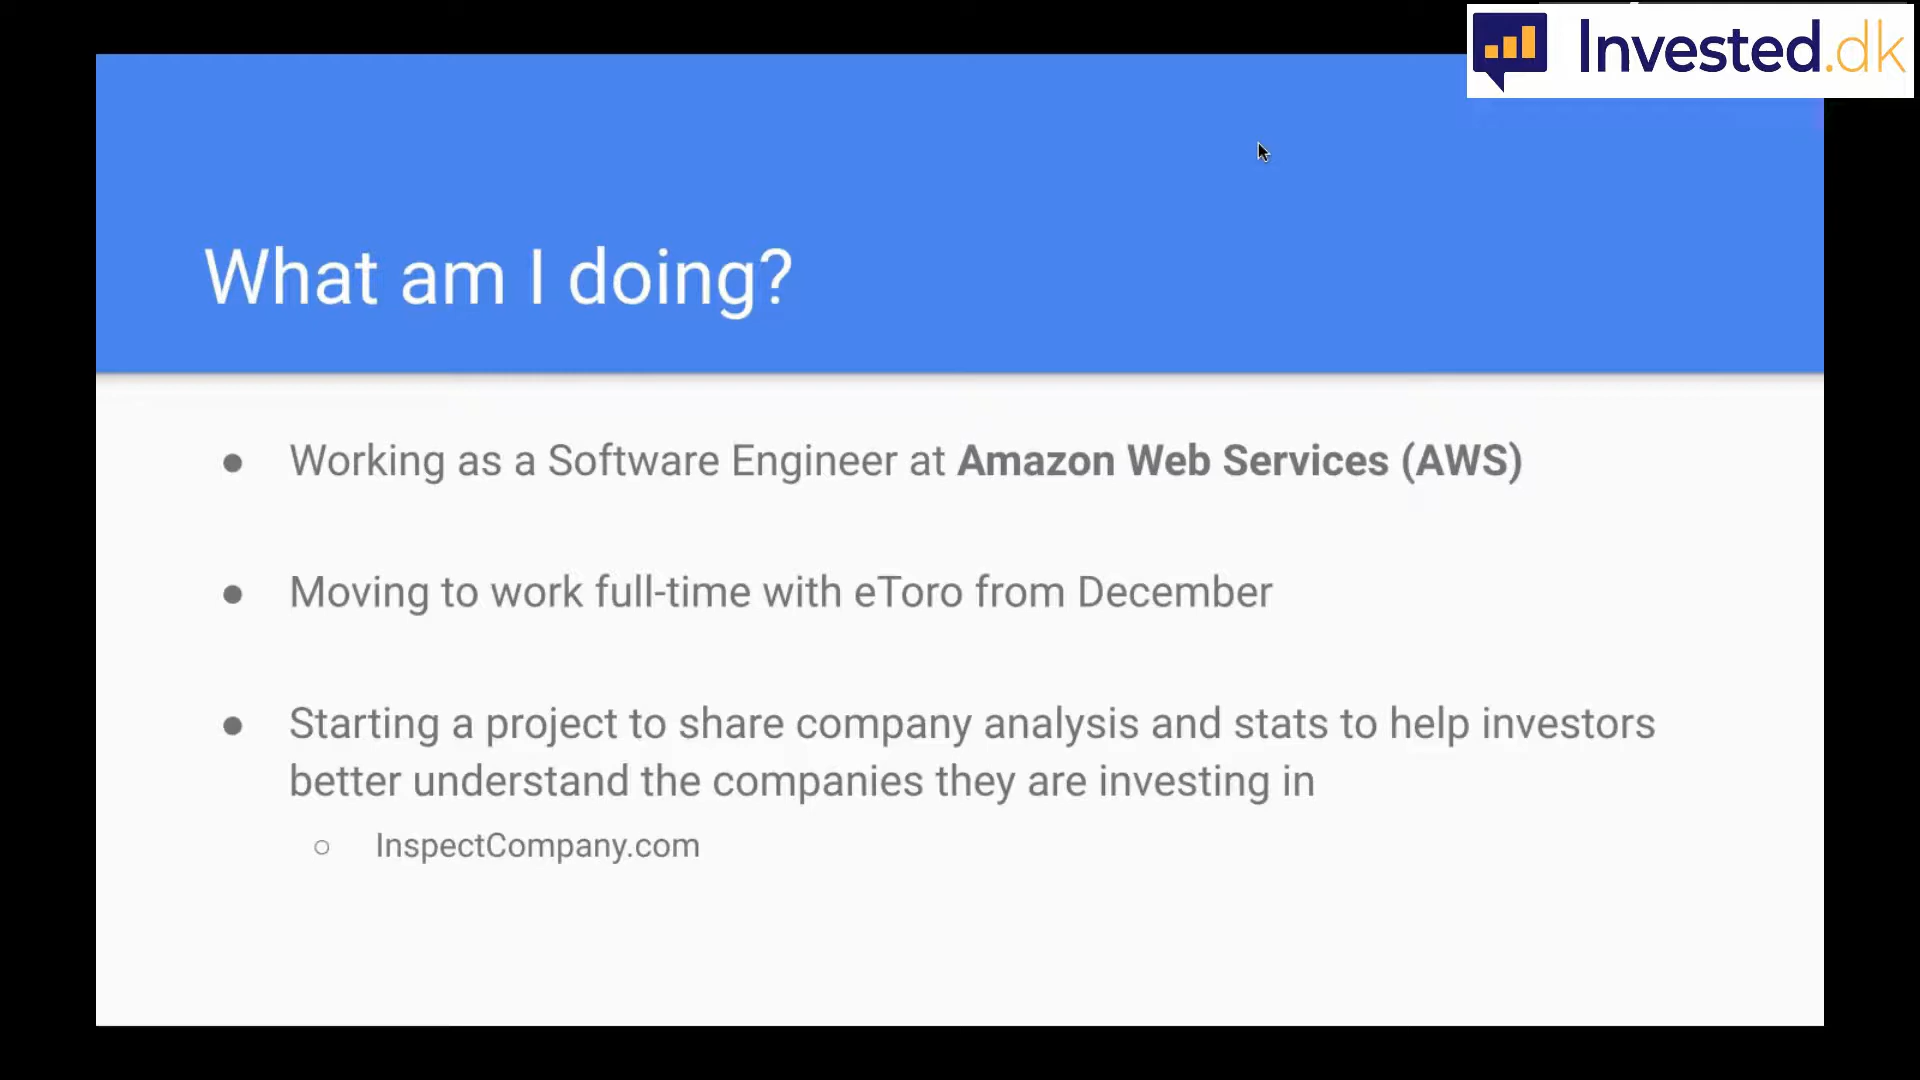 Invested.dk
What am I doing?
● Working as a Software Engineer at Amazon Web Services (AWS)
● Moving to work full-time with eToro from December
● Starting a project to share company analysis and stats to help investors
better understand the companies they are investing in
○ InspectCompany.com